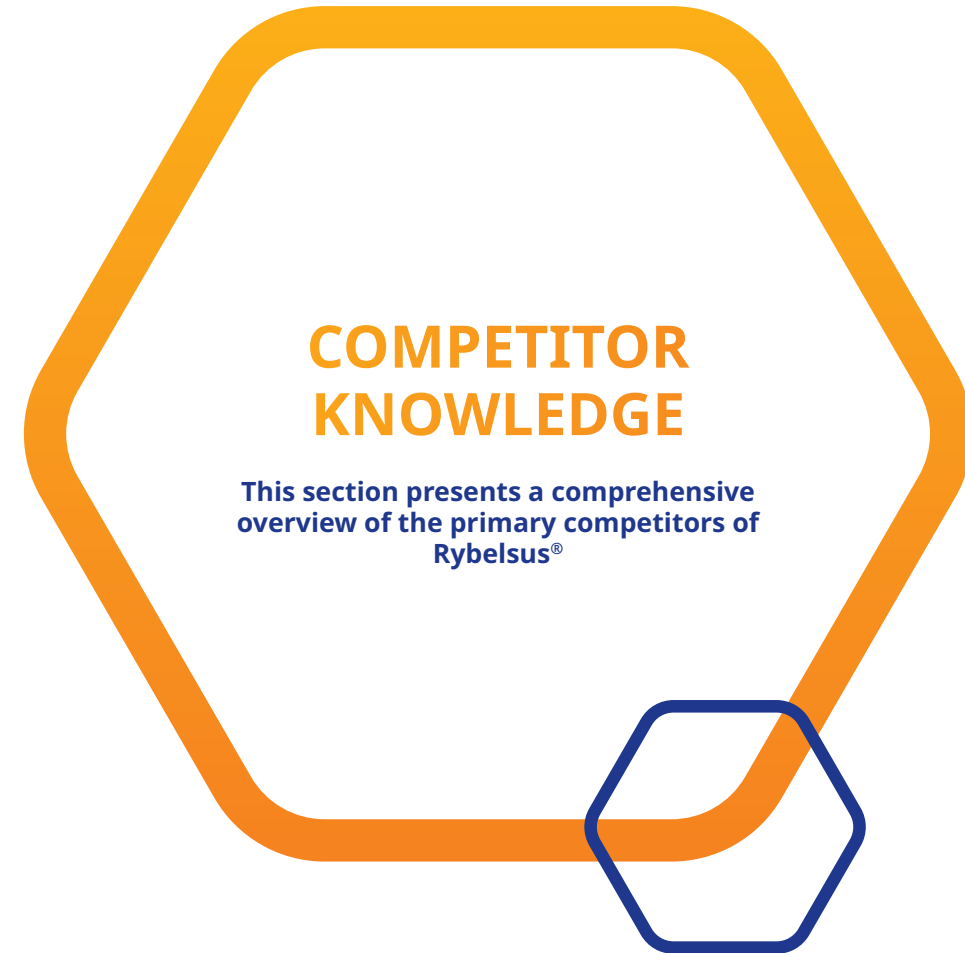 COMPETITOR
KNOWLEDGE
This section presents a comprehensive
overview of the primary competitors of
Rybelsus®